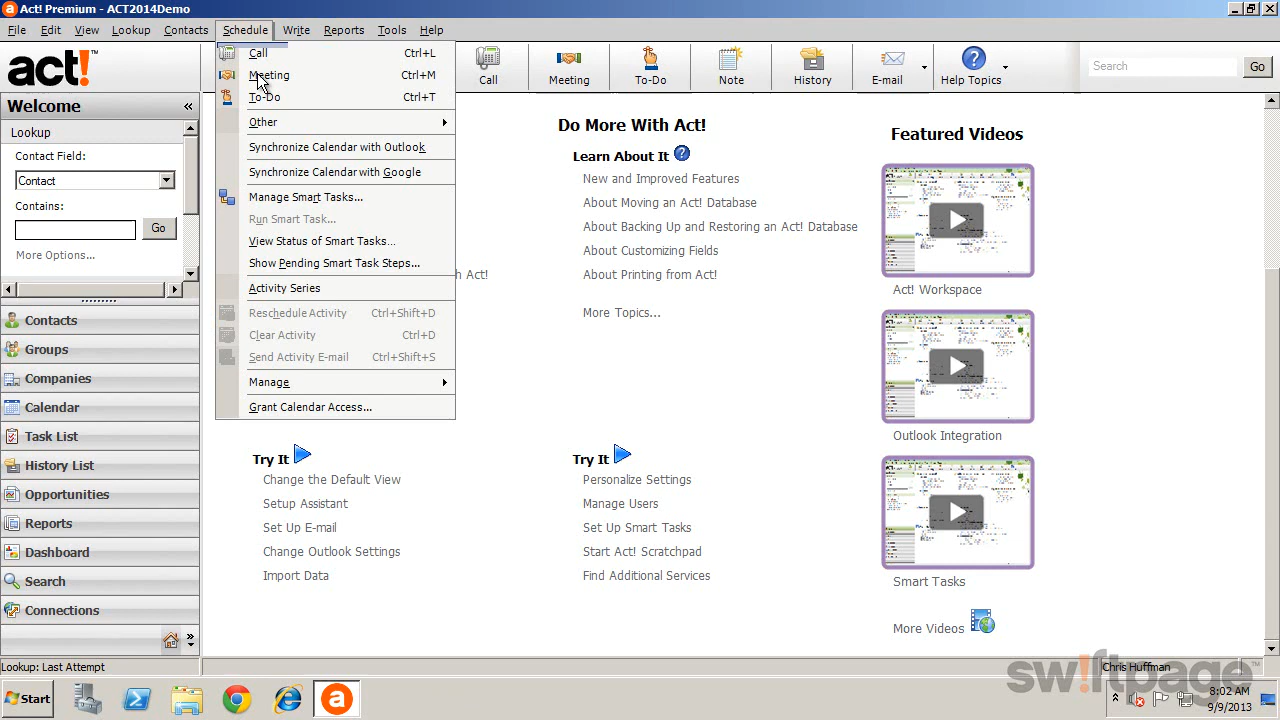 Act! Premium - ACT2014Demo
File Edit View Lookup Contacts Schedule Write Reports Tools Help
act!
Call Meeting To-Do Note History E-mail Help Topics Search Go
Call Ctrl+L
Meeting Ctrl+M
To-Do Ctrl+T
Other
Synchronize Calendar with Outlook
Synchronize Calendar with Google
Manage Smart Tasks...
Run Smart Task...
View Status of Smart Tasks...
Show Pending Smart Task Steps...
Activity Series
Reschedule Activity Ctrl+Shift+D
Clear Activity Ctrl+D
Send Activity E-mail Ctrl+Shift+S
Manage
Grant Calendar Access...
Welcome «
Lookup
Contact Field:
Contact
Contains:
Go
More Options...
Contacts
Groups
Companies
Calendar
Task List
History List
Opportunities
Reports
Dashboard
Search
Connections
Lookup: Last Attempt
Act!
Try It
the Default View
Setup Assistant
Set Up E-mail
Change Outlook Settings
Import Data
Do More With Act!
Learn About It
New and Improved Features
About Moving an Act! Database
About Backing Up and Restoring an Act! Database
About Customizing Fields
About Printing from Act!
More Topics...
Try It
Personalize Settings
Manage Users
Set Up Smart Tasks
Start Act! Scratchpad
Find Additional Services
Featured Videos
Act! Workspace
Outlook Integration
Smart Tasks
More Videos
Chris Huffman
sw!ftpage
Start
8:02 AM
9/9/2013